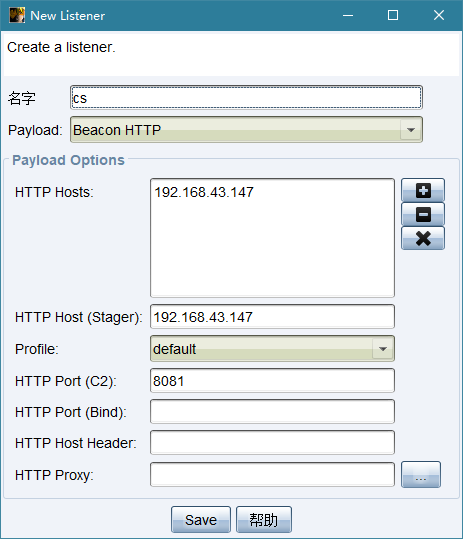 New Listener
Create a listener.
名字 cs
Payload: Beacon HTTP
Payload Options
HTTP Hosts: 192.168.43.147
HTTP Host (Stager): 192.168.43.147
Profile: default
HTTP Port (C2): 8081
HTTP Port (Bind):
HTTP Host Header:
HTTP Proxy: ...
Save 帮助